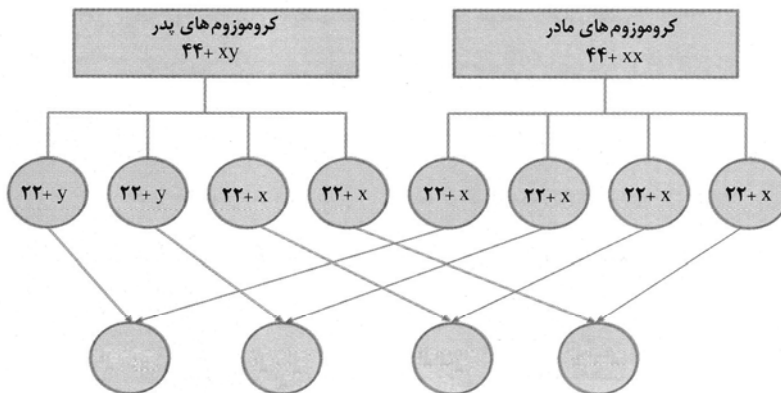 کروموزوم‌های پدر
۴۴+ xy
کروموزوم‌های مادر
۴۴+ xx
۲۲+ y
۲۲+ y
۲۲+ x
۲۲+ x
۲۲+ x
۲۲+ x
۲۲+ x
۲۲+ x